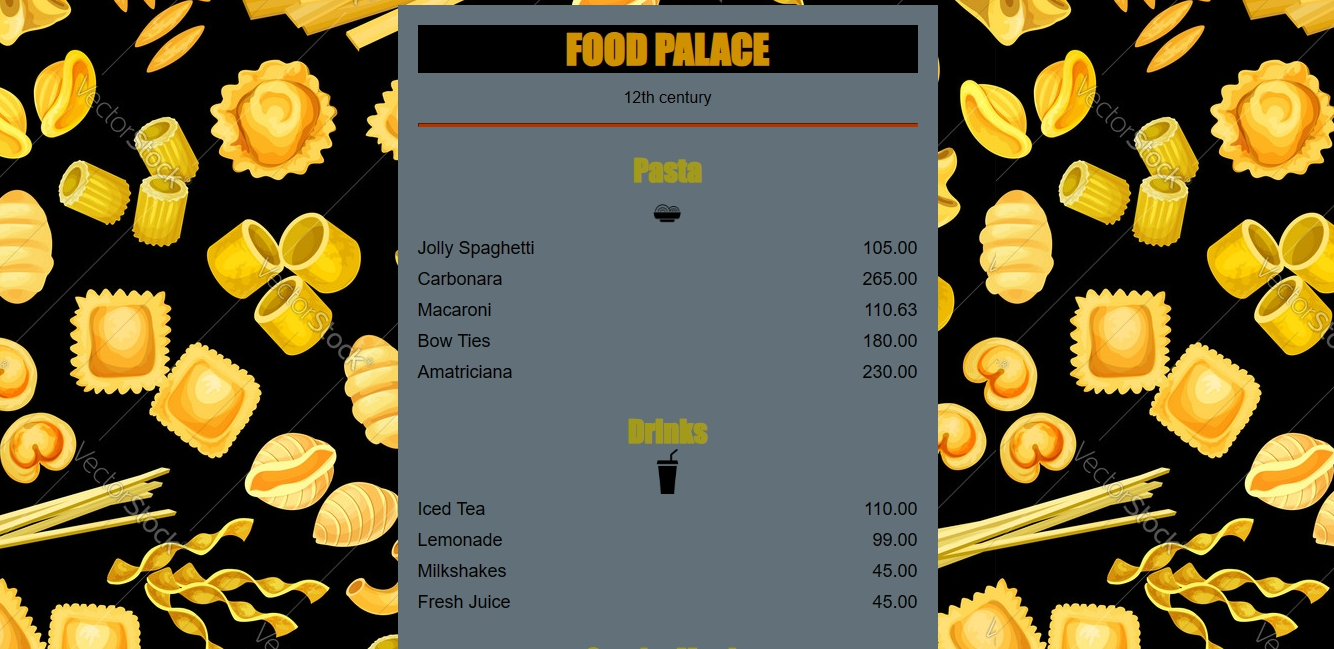 FOOD PALACE
12th century
Pasta
Jolly Spaghetti 105.00
Carbonara 265.00
Macaroni 110.63
Bow Ties 180.00
Amatriciana 230.00
Drinks
Iced Tea 110.00
Lemonade 99.00
Milkshakes 45.00
Fresh Juice 45.00
VectorStock
VectorStock®
VectorStock
VectorStock
VectorStock
VectorStock